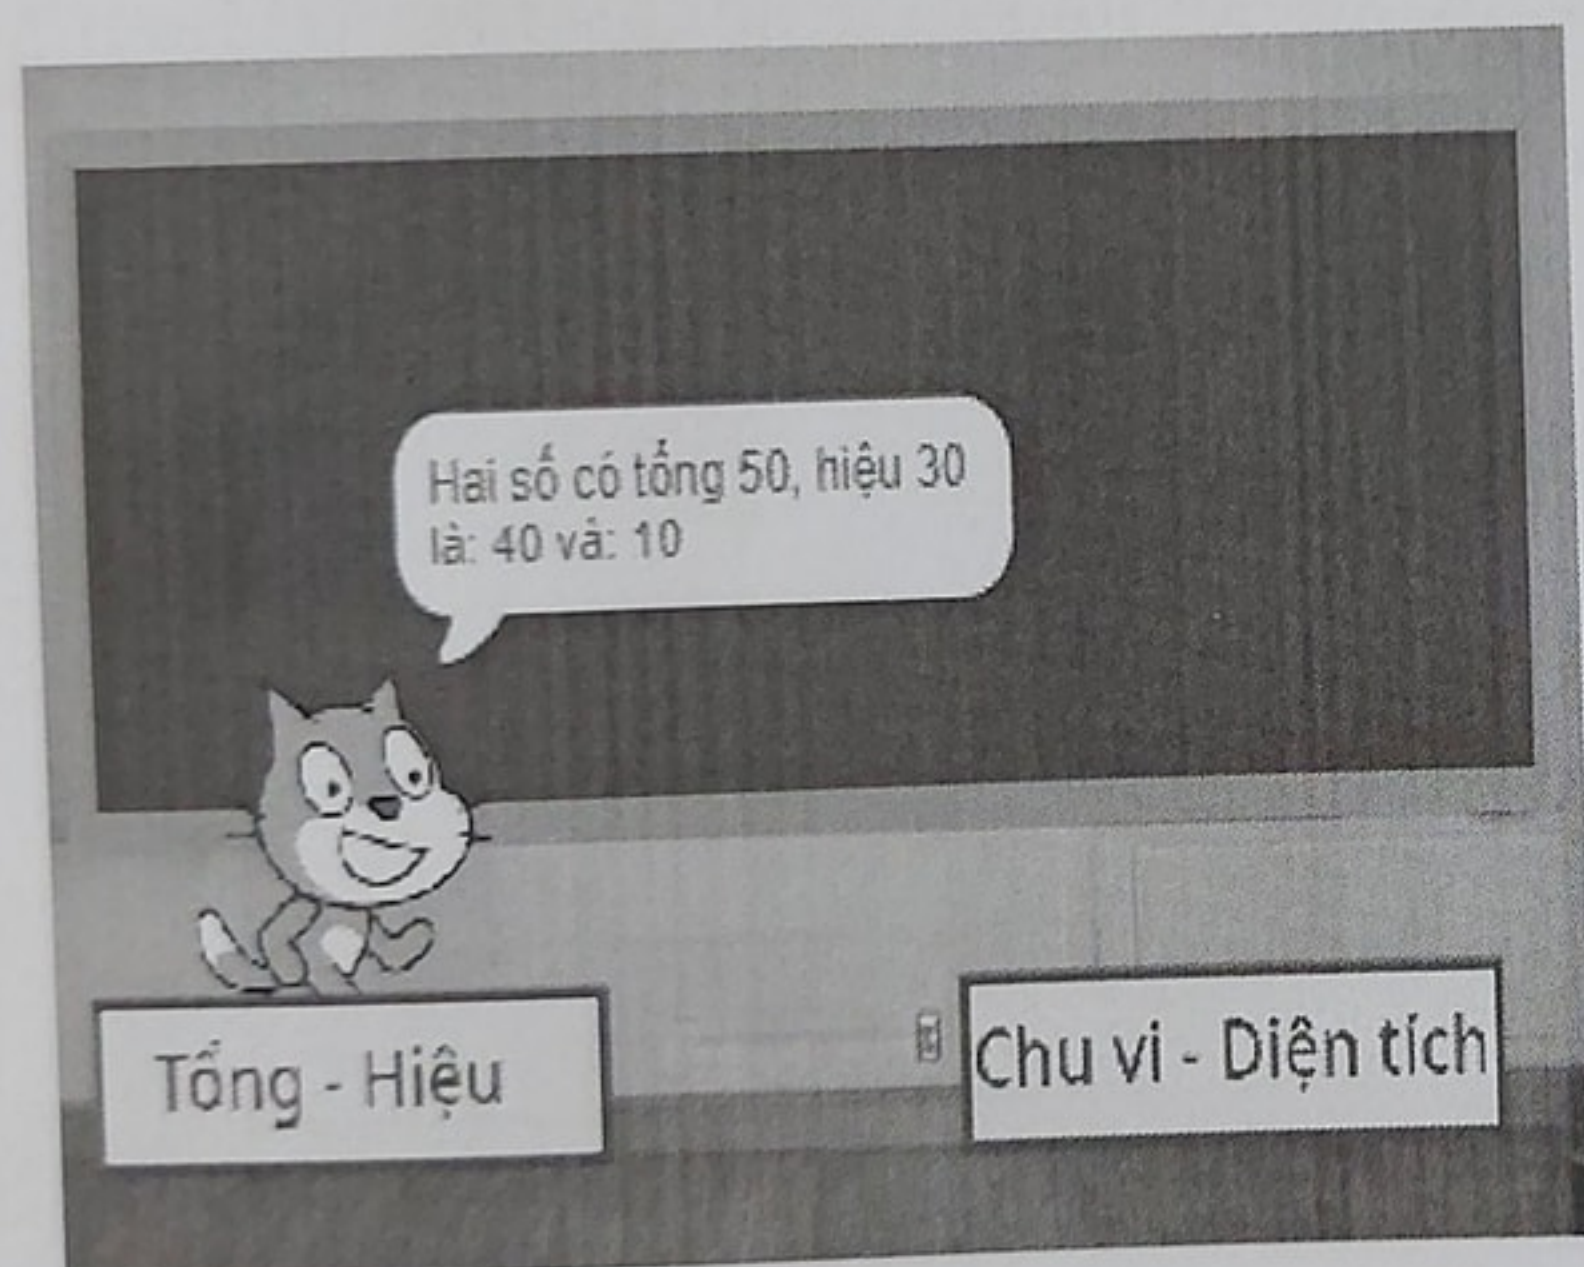 Hai số có tổng 50, hiệu 30
là: 40 và: 10
Tổng - Hiệu
Chu vi - Diện tích